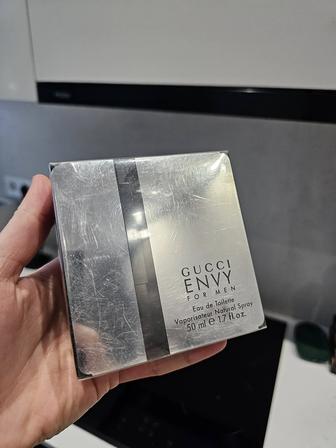 GUCCI
ENVY
FOR MEN
Eau de Toilette
Vaporisateur Natural Spray
50 ml ℮ 1.7 fl.oz.